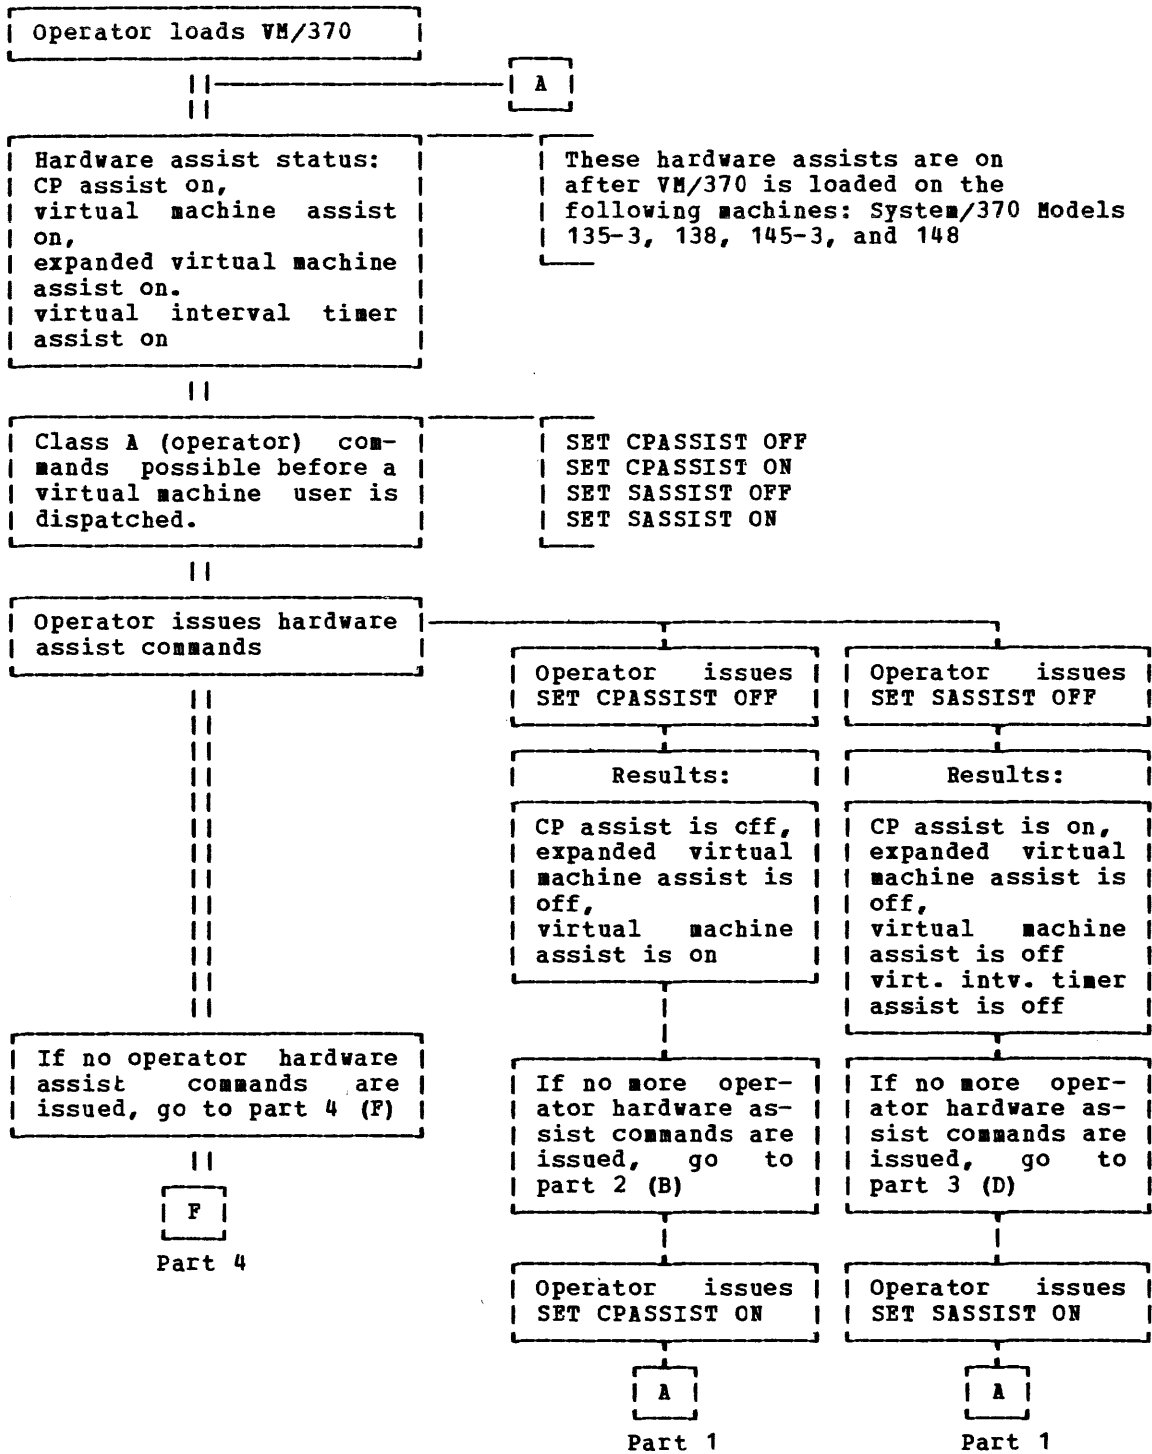 Operator loads VM/370
A
Hardware assist status:
CP assist on,
virtual machine assist
on,
expanded virtual machine
assist on.
virtual interval timer
assist on
These hardware assists are on
after VM/370 is loaded on the
following machines: System/370 Models
135-3, 138, 145-3, and 148
Class A (operator) com-
mands possible before a
virtual machine user is
dispatched.
SET CPASSIST OFF
SET CPASSIST ON
SET SASSIST OFF
SET SASSIST ON
Operator issues hardware
assist commands
Operator issues
SET CPASSIST OFF
Results:
CP assist is off,
expanded virtual
machine assist is
off,
virtual machine
assist is on
If no more oper-
ator hardware as-
sist commands are
issued, go to
part 2 (B)
Operator issues
SET CPASSIST ON
A
Part 1
Operator issues
SET SASSIST OFF
Results:
CP assist is on,
expanded virtual
machine assist is
off,
virtual machine
assist is off
virt. intv. timer
assist is off
If no more oper-
ator hardware as-
sist commands are
issued, go to
part 3 (D)
Operator issues
SET SASSIST ON
A
Part 1
If no operator hardware
assist commands are
issued, go to part 4 (F)
F
Part 4